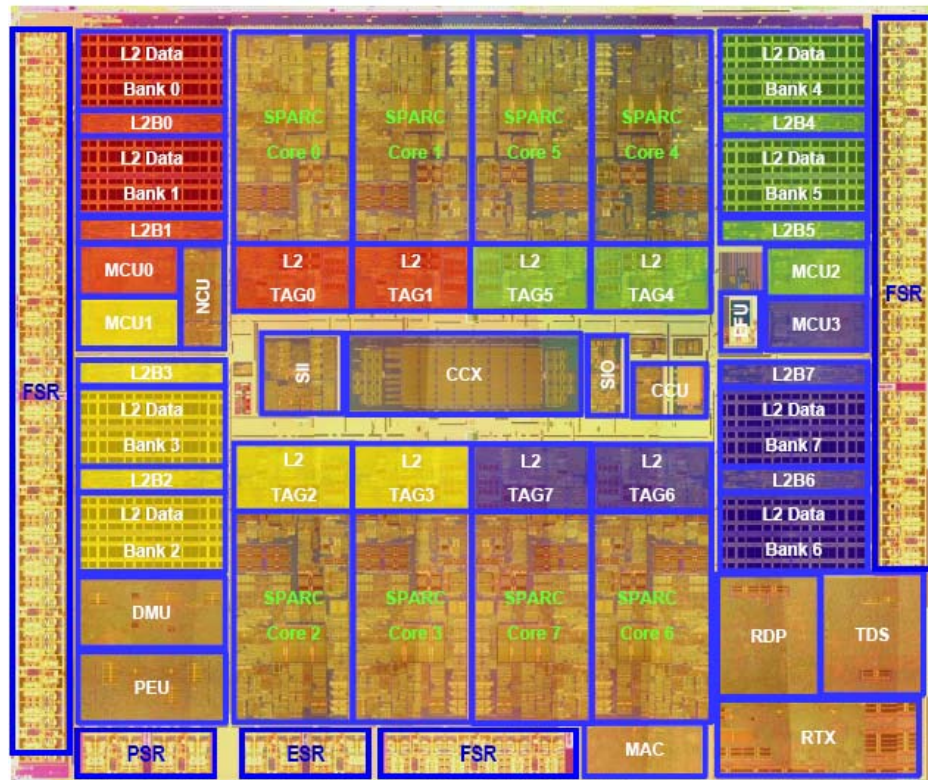 L2 Data
Bank 0
L2B0
L2 Data
Bank 1
L2B1
MCU0
MCU1
NCU
SPARC
Core 0
SPARC
Core 1
SPARC
Core 5
SPARC
Core 4
L2
TAG0
L2
TAG1
L2
TAG5
L2
TAG4
L2 Data
Bank 4
L2B4
L2 Data
Bank 5
L2B5
MCU2
EFU
MCU3
FSR
FSR
SII
CCX
SIO
CCU
L2B3
L2 Data
Bank 3
L2B2
L2 Data
Bank 2
DMU
PEU
L2
TAG2
L2
TAG3
L2
TAG7
L2
TAG6
SPARC
Core 2
SPARC
Core 3
SPARC
Core 7
SPARC
Core 6
L2B7
L2 Data
Bank 7
L2B6
L2 Data
Bank 6
RDP
TDS
RTX
PSR
ESR
FSR
MAC